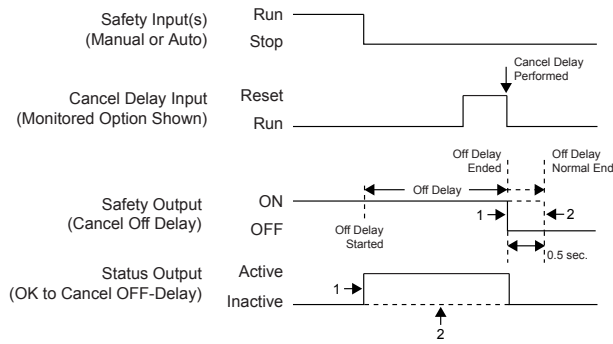 Safety Input(s)
(Manual or Auto)
Run
Stop
Cancel Delay
Performed
Cancel Delay Input
(Monitored Option Shown)
Reset
Run
Off Delay
Ended
Off Delay
Normal End
Off Delay
Safety Output
(Cancel Off Delay)
ON
OFF
1
2
Off Delay
Started
0.5 sec.
Status Output
(OK to Cancel OFF-Delay)
Active
Inactive
1
2